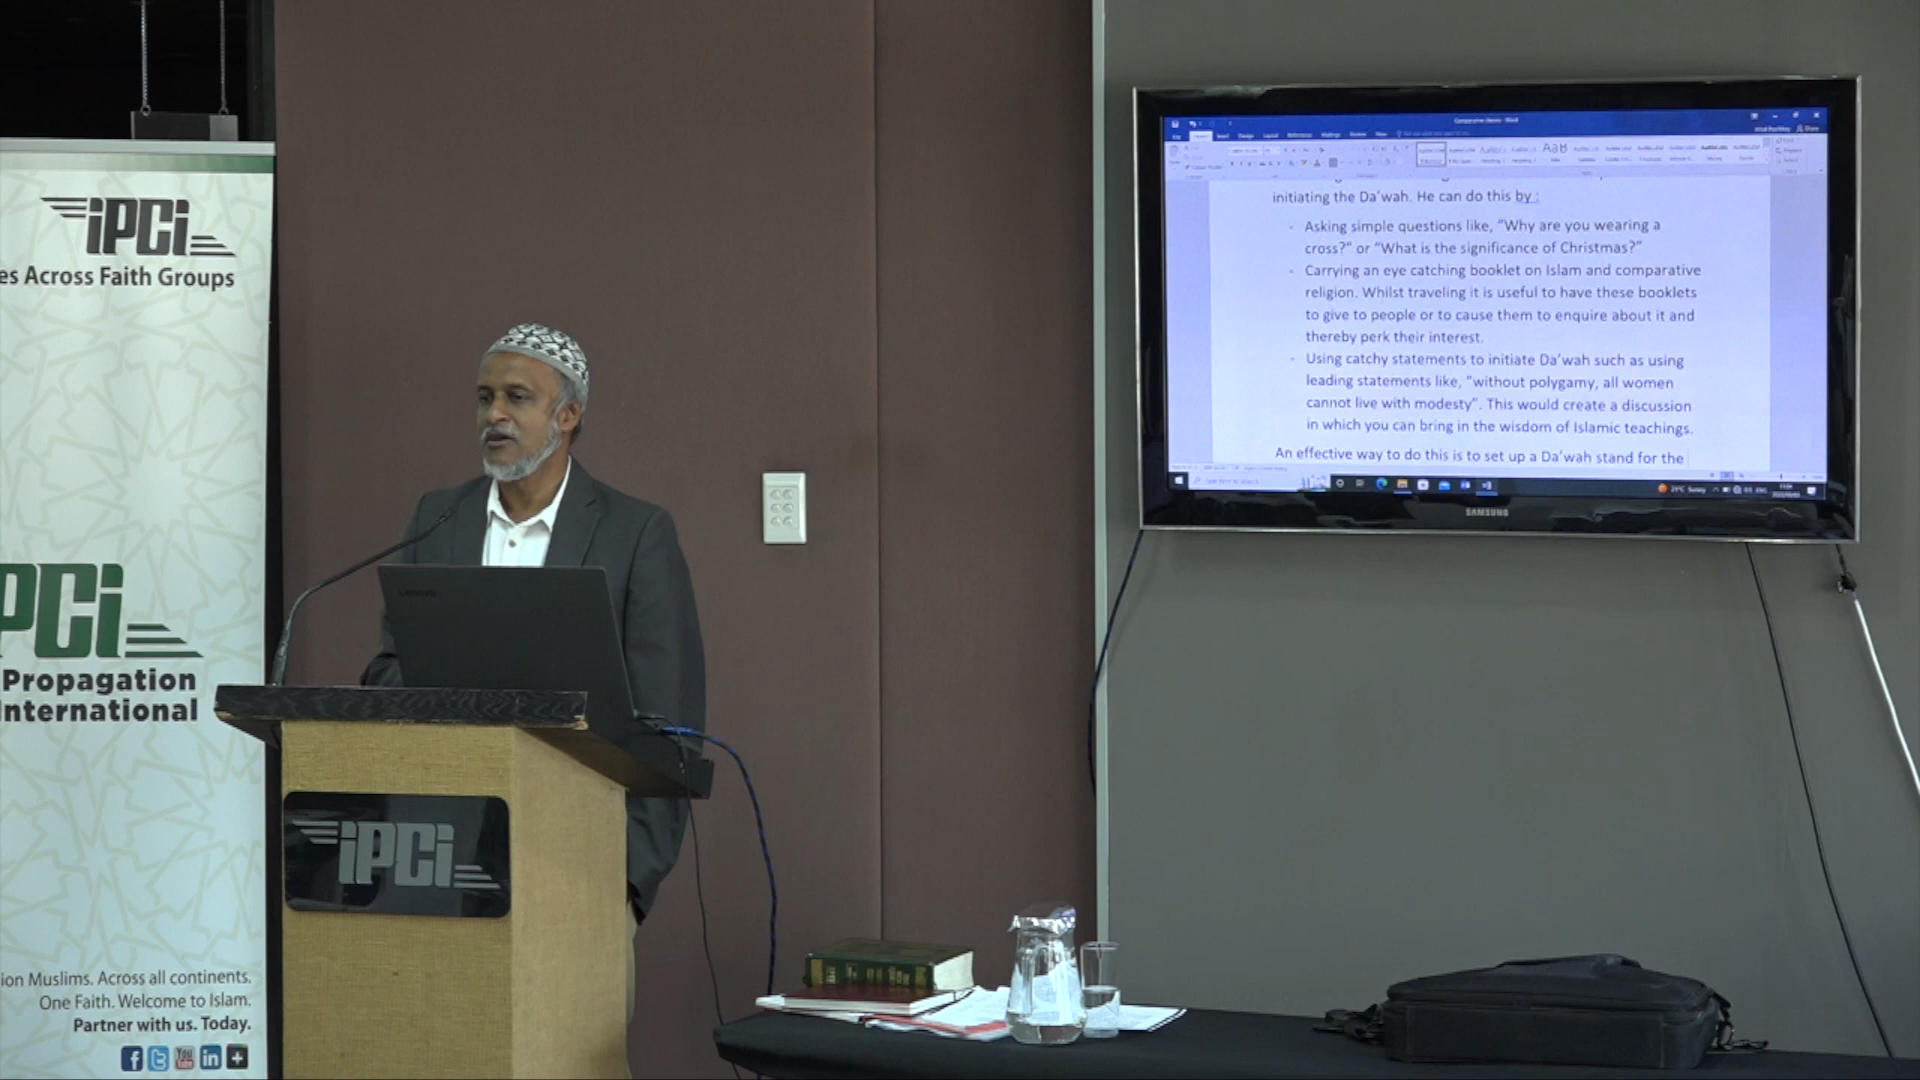 iPCi
es Across Faith Groups
PCi
Propagation
International
ion Muslims. Across all continents.
One Faith. Welcome to Islam.
Partner with us. Today.
f
You
Tube
in
Lenovo
iPCi
Share
AaB
initiating the Da’wah. He can do this by :
- Asking simple questions like, “Why are you wearing a
cross?” or “What is the significance of Christmas?”
- Carrying an eye catching booklet on Islam and comparative
religion. Whilst traveling it is useful to have these booklets
to give to people or to cause them to enquire about it and
thereby perk their interest.
- Using catchy statements to initiate Da’wah such as using
leading statements like, “without polygamy, all women
cannot live with modesty”. This would create a discussion
in which you can bring in the wisdom of Islamic teachings.
An effective way to do this is to set up a Da’wah stand for the
SAMSUNG